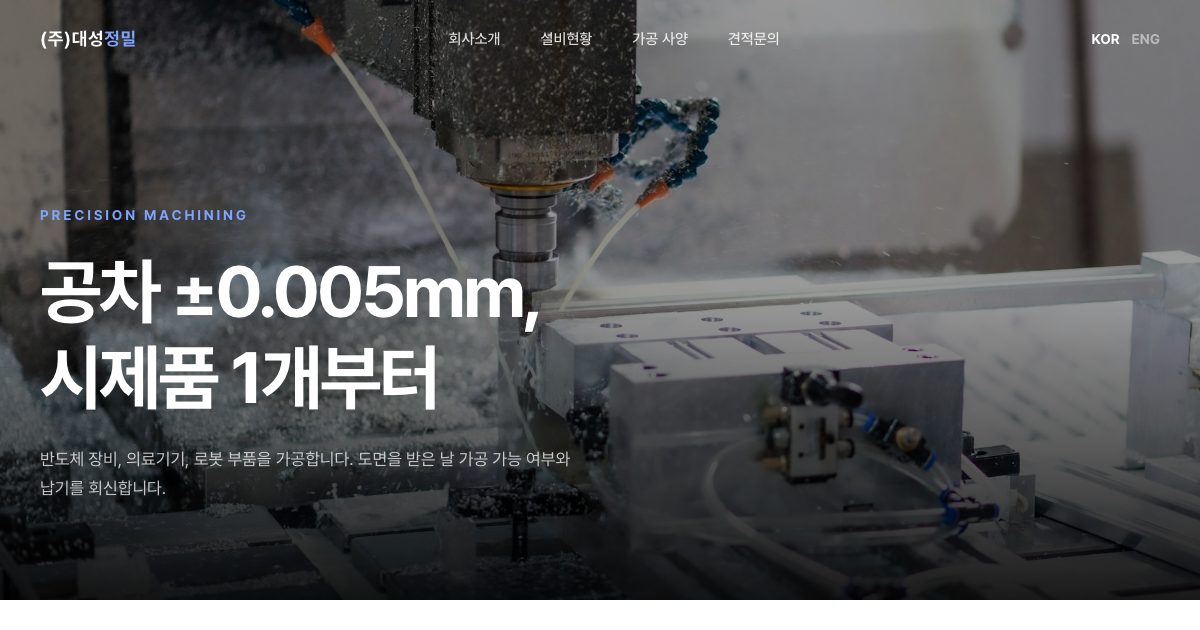 (주)대성정밀
회사소개 설비현황 가공 사양 견적문의
KOR ENG
PRECISION MACHINING
공차 ±0.005mm,
시제품 1개부터
반도체 장비, 의료기기, 로봇 부품을 가공합니다. 도면을 받은 날 가공 가능 여부와
납기를 회신합니다.